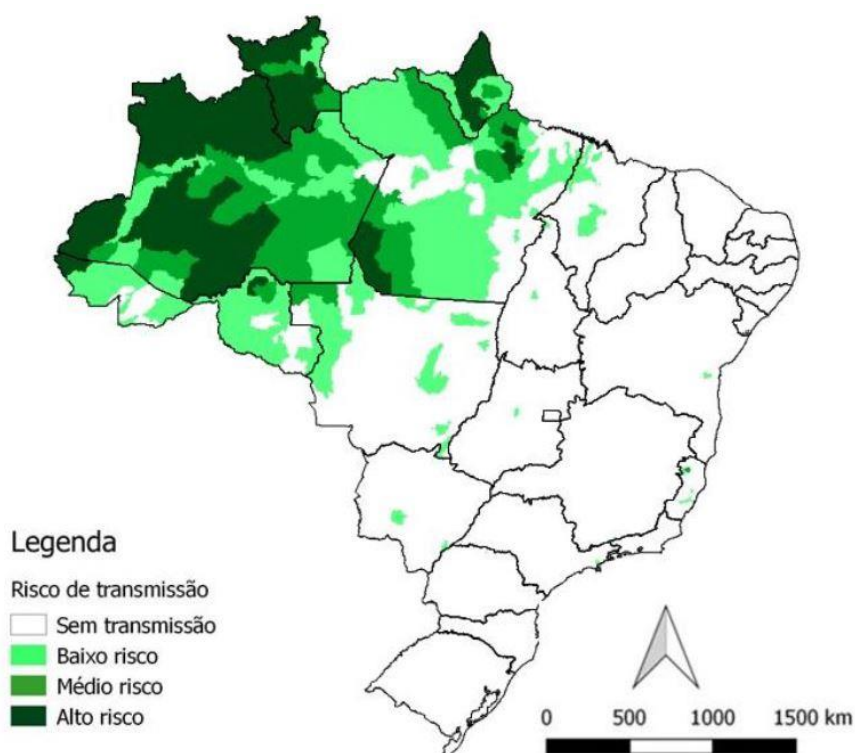 Legenda
Risco de transmissão
Sem transmissão
Baixo risco
Médio risco
Alto risco
0 500 1000 1500 km